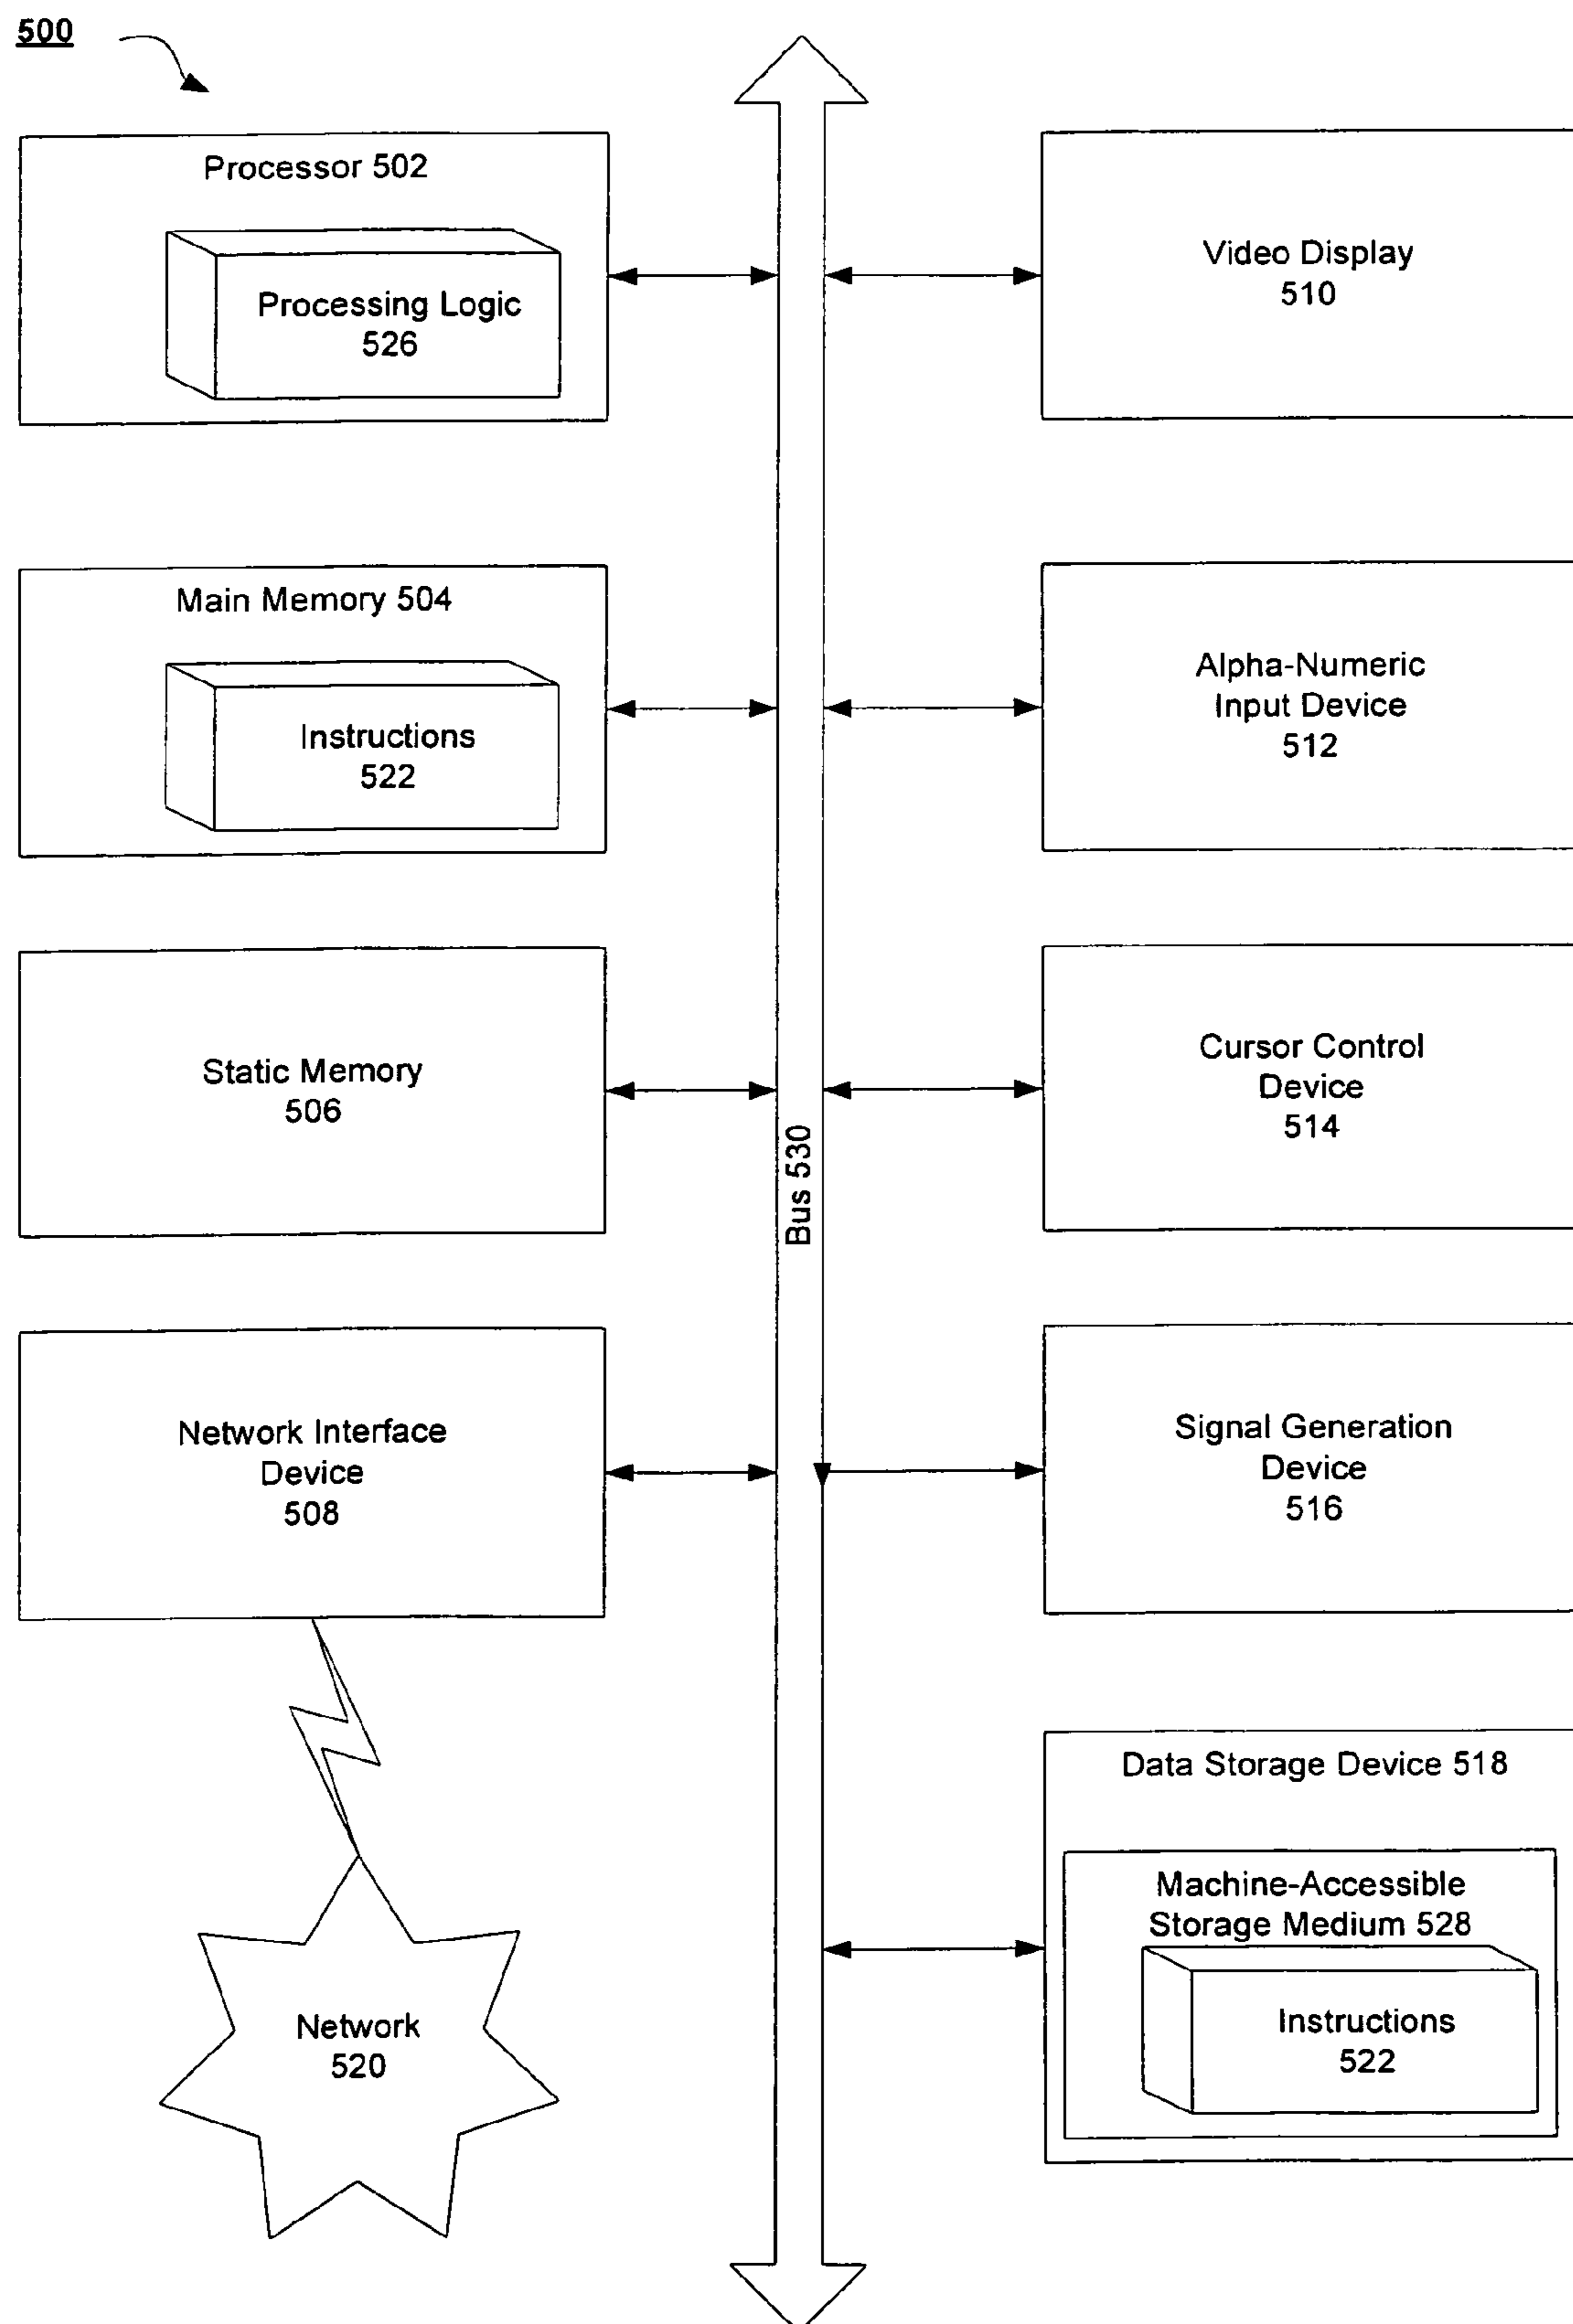 500
Processor 502
Processing Logic
526
Main Memory 504
Instructions
522
Static Memory
506
Network Interface
Device
508
Network
520
Bus 530
Video Display
510
Alpha-Numeric
Input Device
512
Cursor Control
Device
514
Signal Generation
Device
516
Data Storage Device 518
Machine-Accessible
Storage Medium 528
Instructions
522